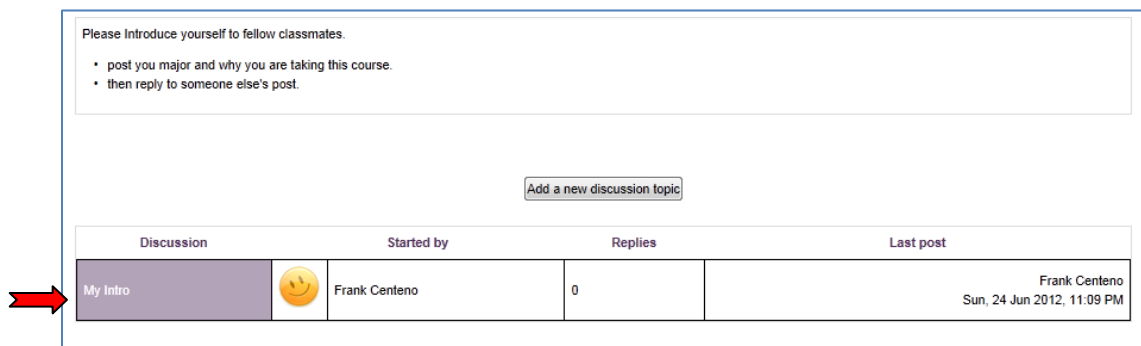 Please Introduce yourself to fellow classmates.
• post you major and why you are taking this course.
• then reply to someone else's post.
Add a new discussion topic
Discussion Started by Replies Last post
My Intro Frank Centeno 0 Frank Centeno
Sun, 24 Jun 2012, 11:09 PM